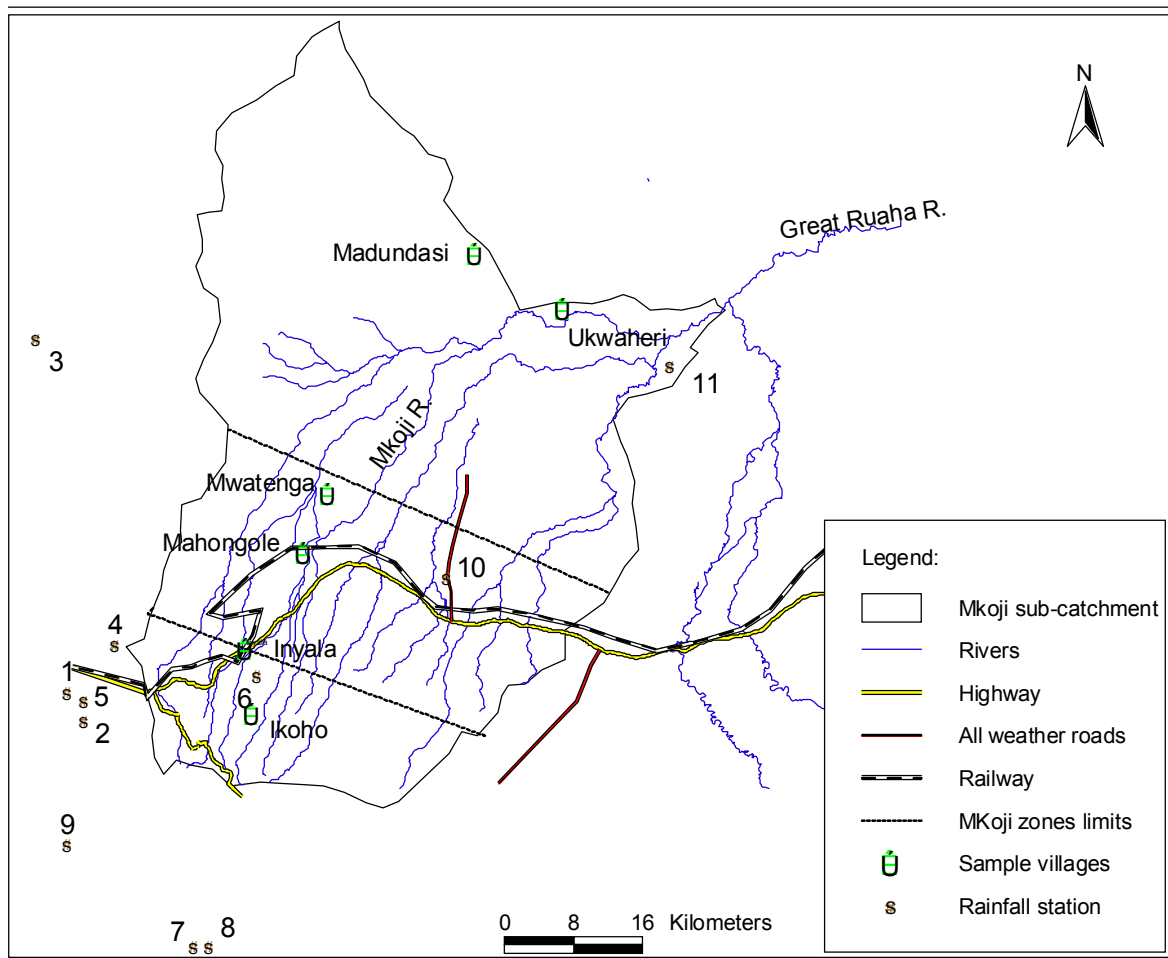 N
Great Ruaha R.
Madundasi
Ukwaheri
3
11
Mkoji R.
Mwatenga
Mahongole
10
4
Inyala
1
5
6
2
Ikoho
9
7
8
0 8 16 Kilometers
Legend:
Mkoji sub-catchment
Rivers
Highway
All weather roads
Railway
MKoji zones limits
Sample villages
Rainfall station